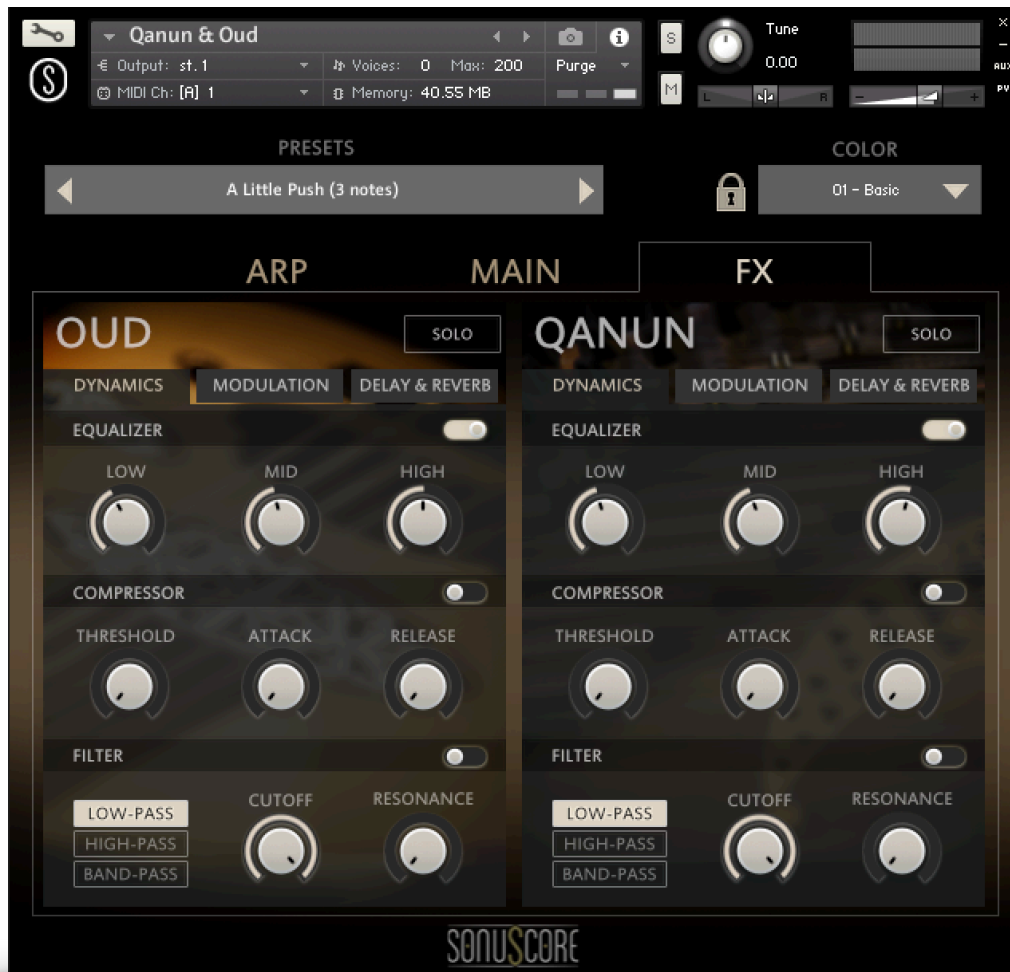 Qanun & Oud
S
Tune
0.00
Output: st.1
Voices: 0 Max: 200
Purge
AUX
MIDI Ch: [A] 1
Memory: 40.55 MB
M
L
R
PV
PRESETS
COLOR
A Little Push (3 notes)
01 - Basic
ARP
MAIN
FX
OUD
SOLO
DYNAMICS
MODULATION
DELAY & REVERB
EQUALIZER
LOW
MID
HIGH
COMPRESSOR
THRESHOLD
ATTACK
RELEASE
FILTER
LOW-PASS
HIGH-PASS
BAND-PASS
CUTOFF
RESONANCE
QANUN
SOLO
DYNAMICS
MODULATION
DELAY & REVERB
EQUALIZER
LOW
MID
HIGH
COMPRESSOR
THRESHOLD
ATTACK
RELEASE
FILTER
LOW-PASS
HIGH-PASS
BAND-PASS
CUTOFF
RESONANCE
SONUSCORE